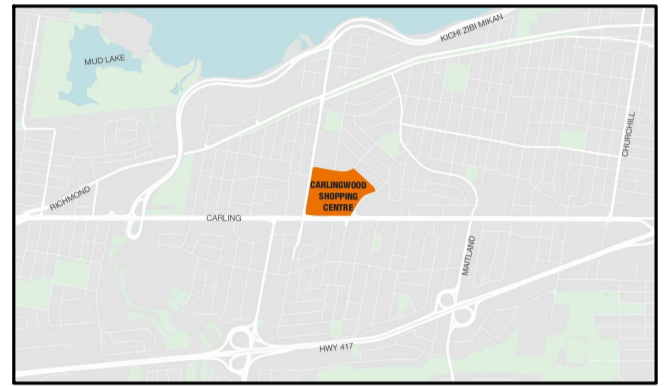 KICHI ZIBI MIKAN
MUD LAKE
CHURCHILL
CARLINGWOOD
SHOPPING
CENTRE
RICHMOND
CARLING
MAITLAND
HWY 417